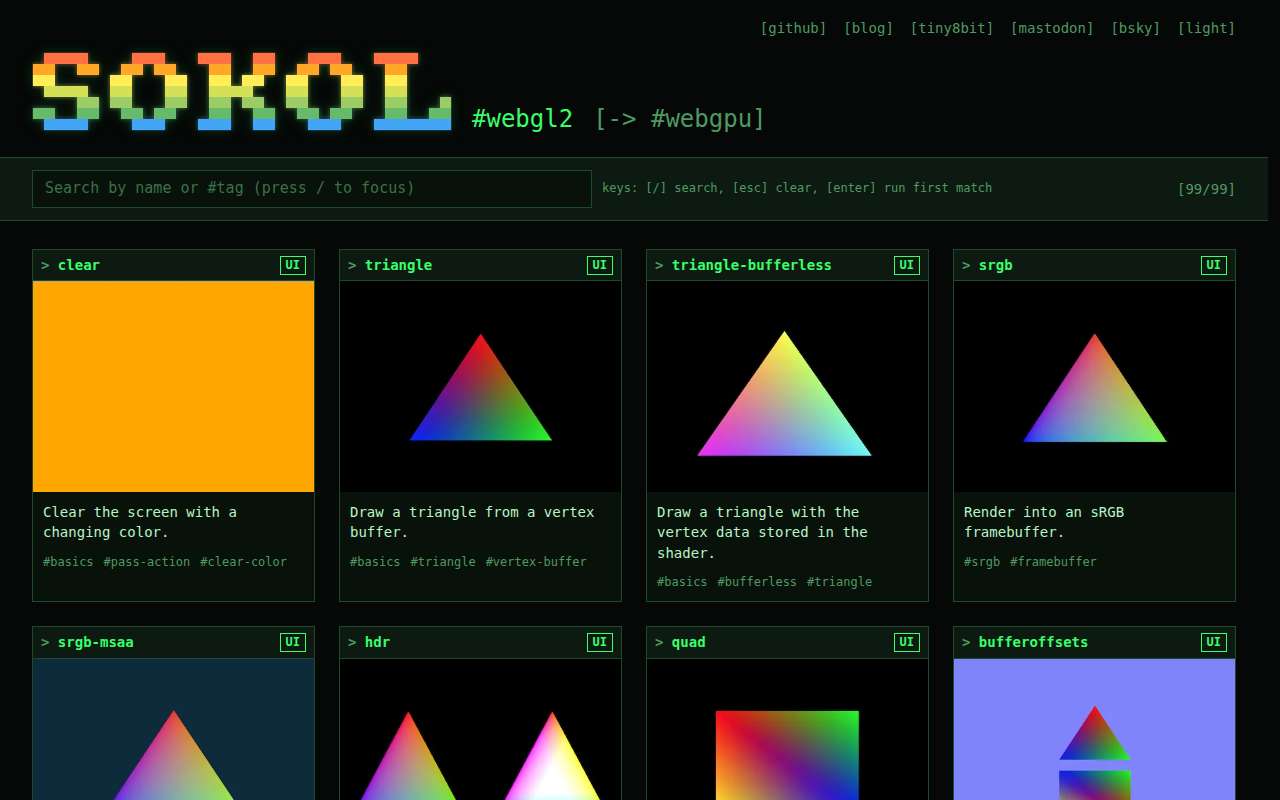 [github] [blog] [tiny8bit] [mastodon] [bsky] [light]
SOKOL #webgl2 [-> #webgpu]
Search by name or #tag (press / to focus) keys: [/] search, [esc] clear, [enter] run first match [99/99]
> clear UI
Clear the screen with a
changing color.
#basics #pass-action #clear-color
> triangle UI
Draw a triangle from a vertex
buffer.
#basics #triangle #vertex-buffer
> triangle-bufferless UI
Draw a triangle with the
vertex data stored in the
shader.
#basics #bufferless #triangle
> srgb UI
Render into an sRGB
framebuffer.
#srgb #framebuffer
> srgb-msaa UI
> hdr UI
> quad UI
> bufferoffsets UI